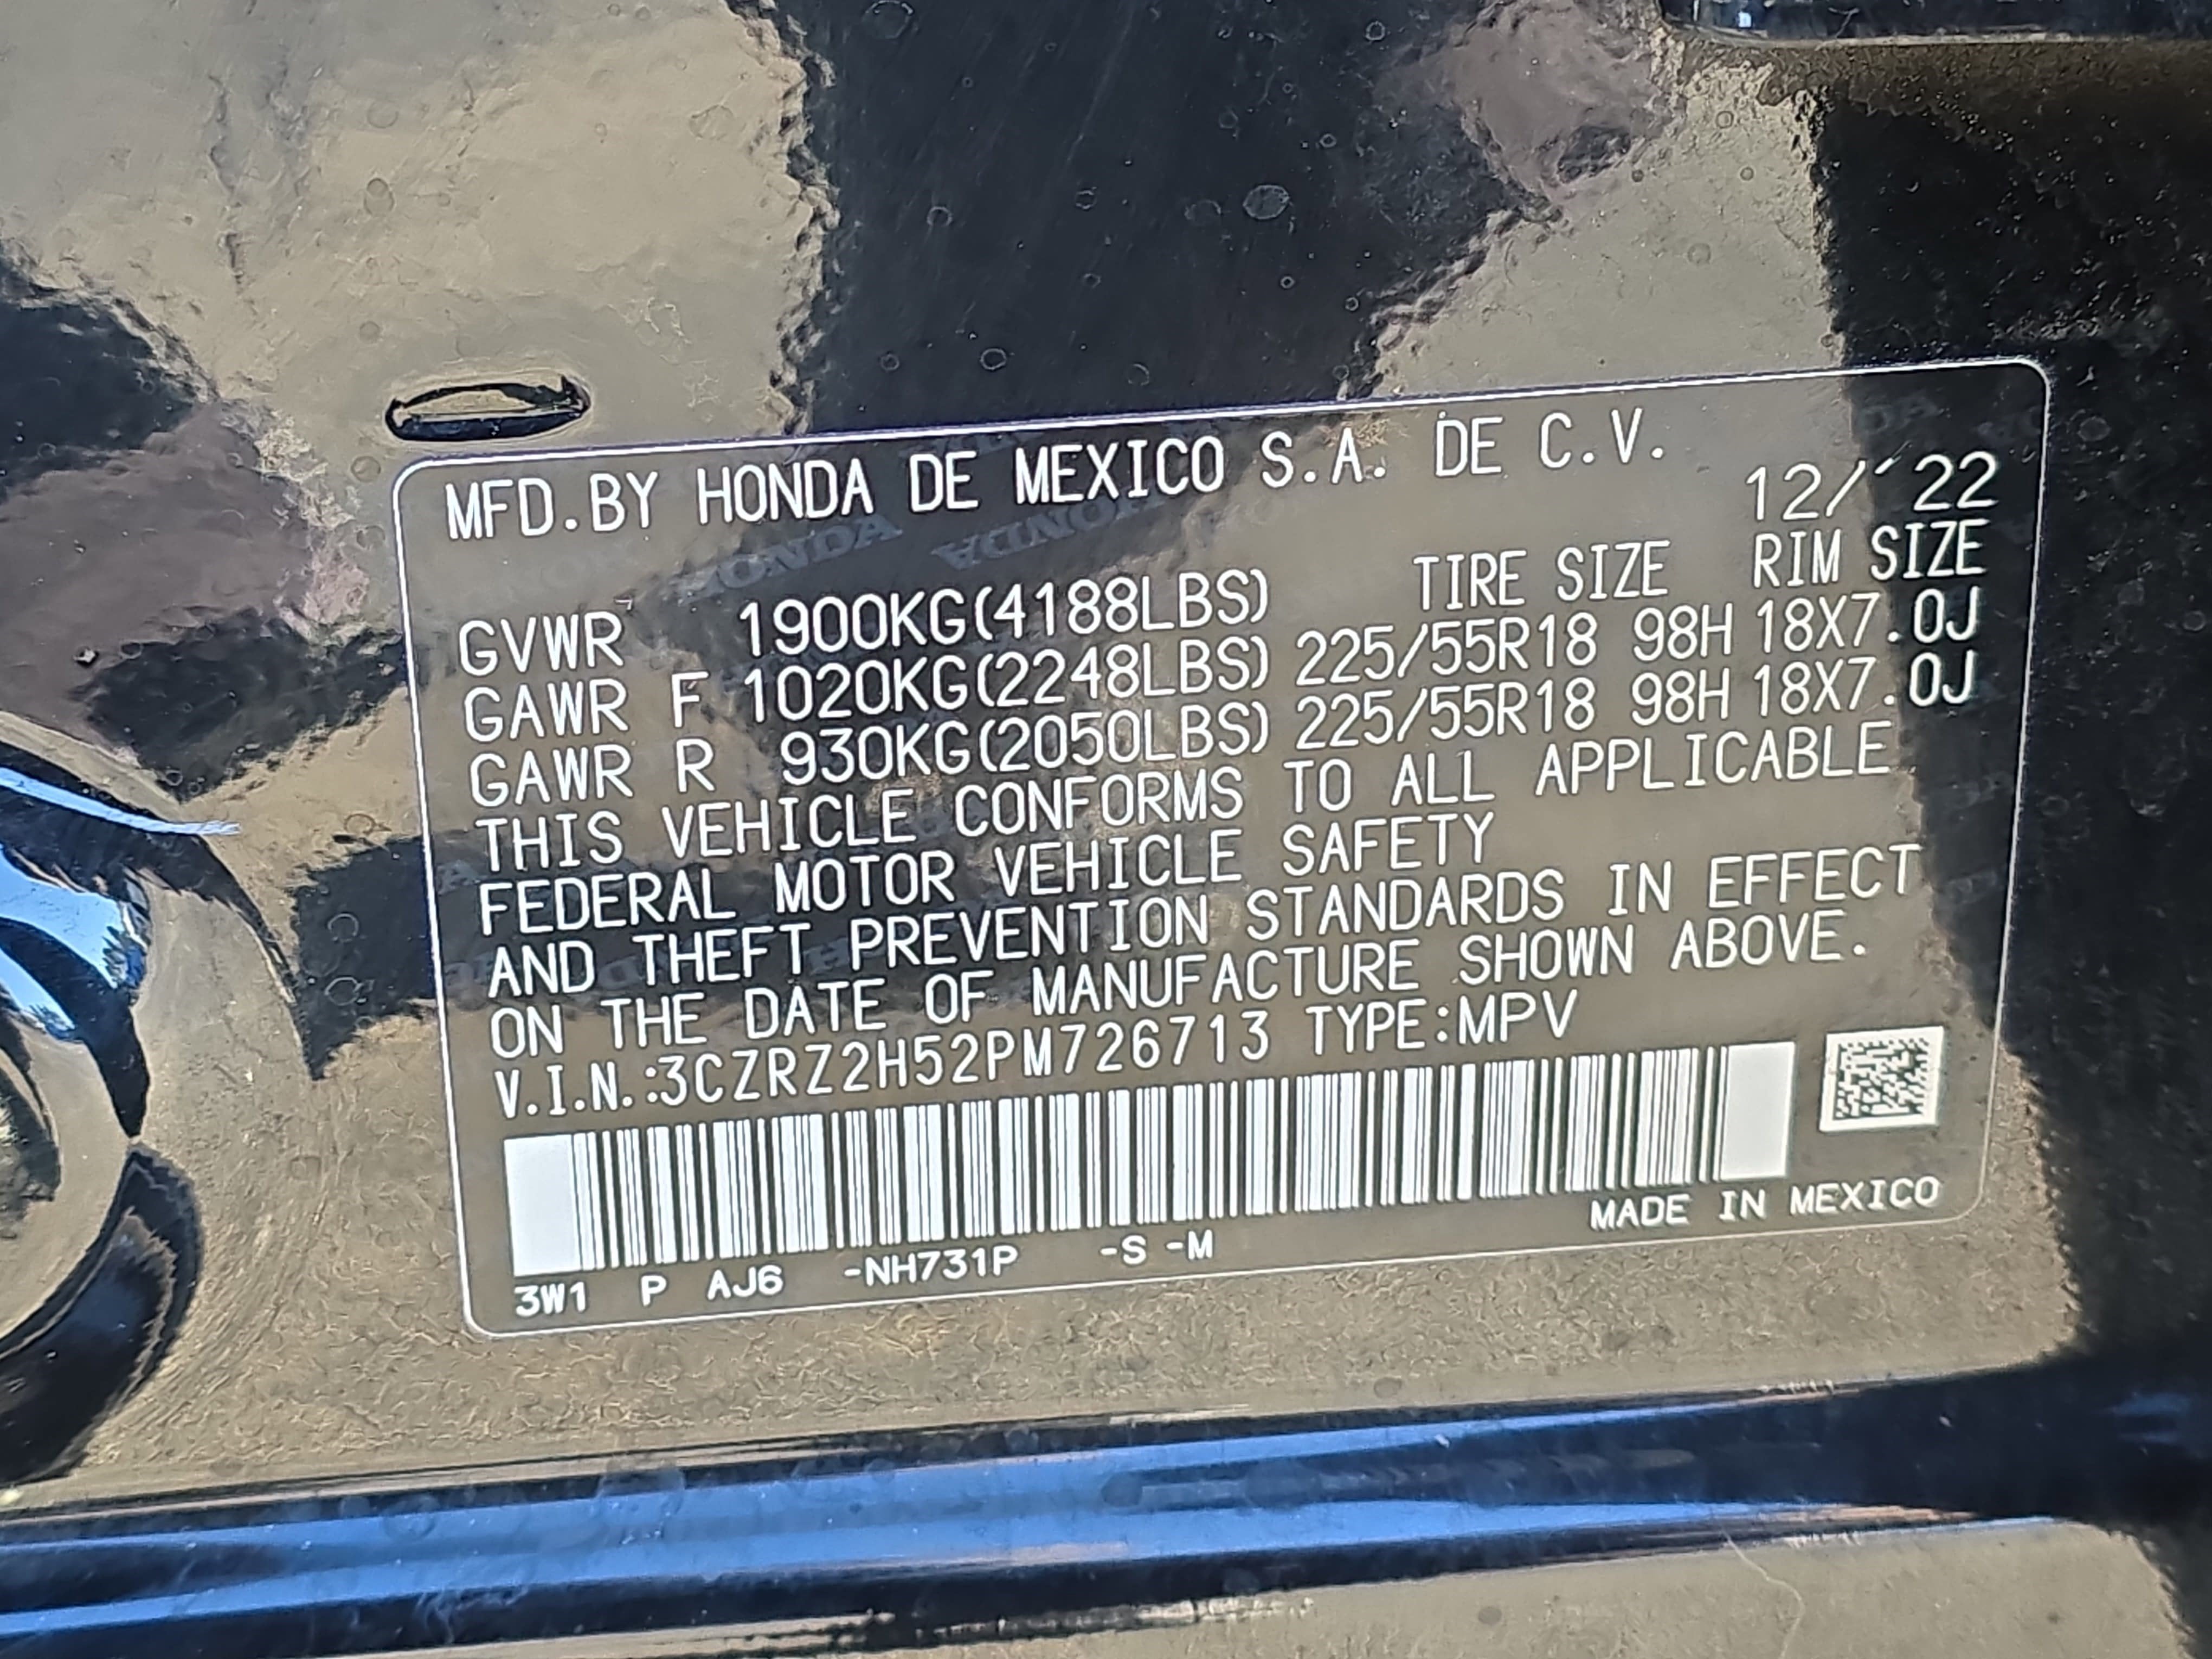 MFD.BY HONDA DE MEXICO S.A. DE C.V.
12/´22
TIRE SIZE RIM SIZE
GVWR 1900KG(4188LBS)
GAWR F 1020KG(2248LBS) 225/55R18 98H 18X7.0J
GAWR R 930KG(2050LBS) 225/55R18 98H 18X7.0J
THIS VEHICLE CONFORMS TO ALL APPLICABLE
FEDERAL MOTOR VEHICLE SAFETY
AND THEFT PREVENTION STANDARDS IN EFFECT
ON THE DATE OF MANUFACTURE SHOWN ABOVE.
V.I.N.:3CZRZ2H52PM726713 TYPE:MPV
3W1 P AJ6 -NH731P -S -M
MADE IN MEXICO